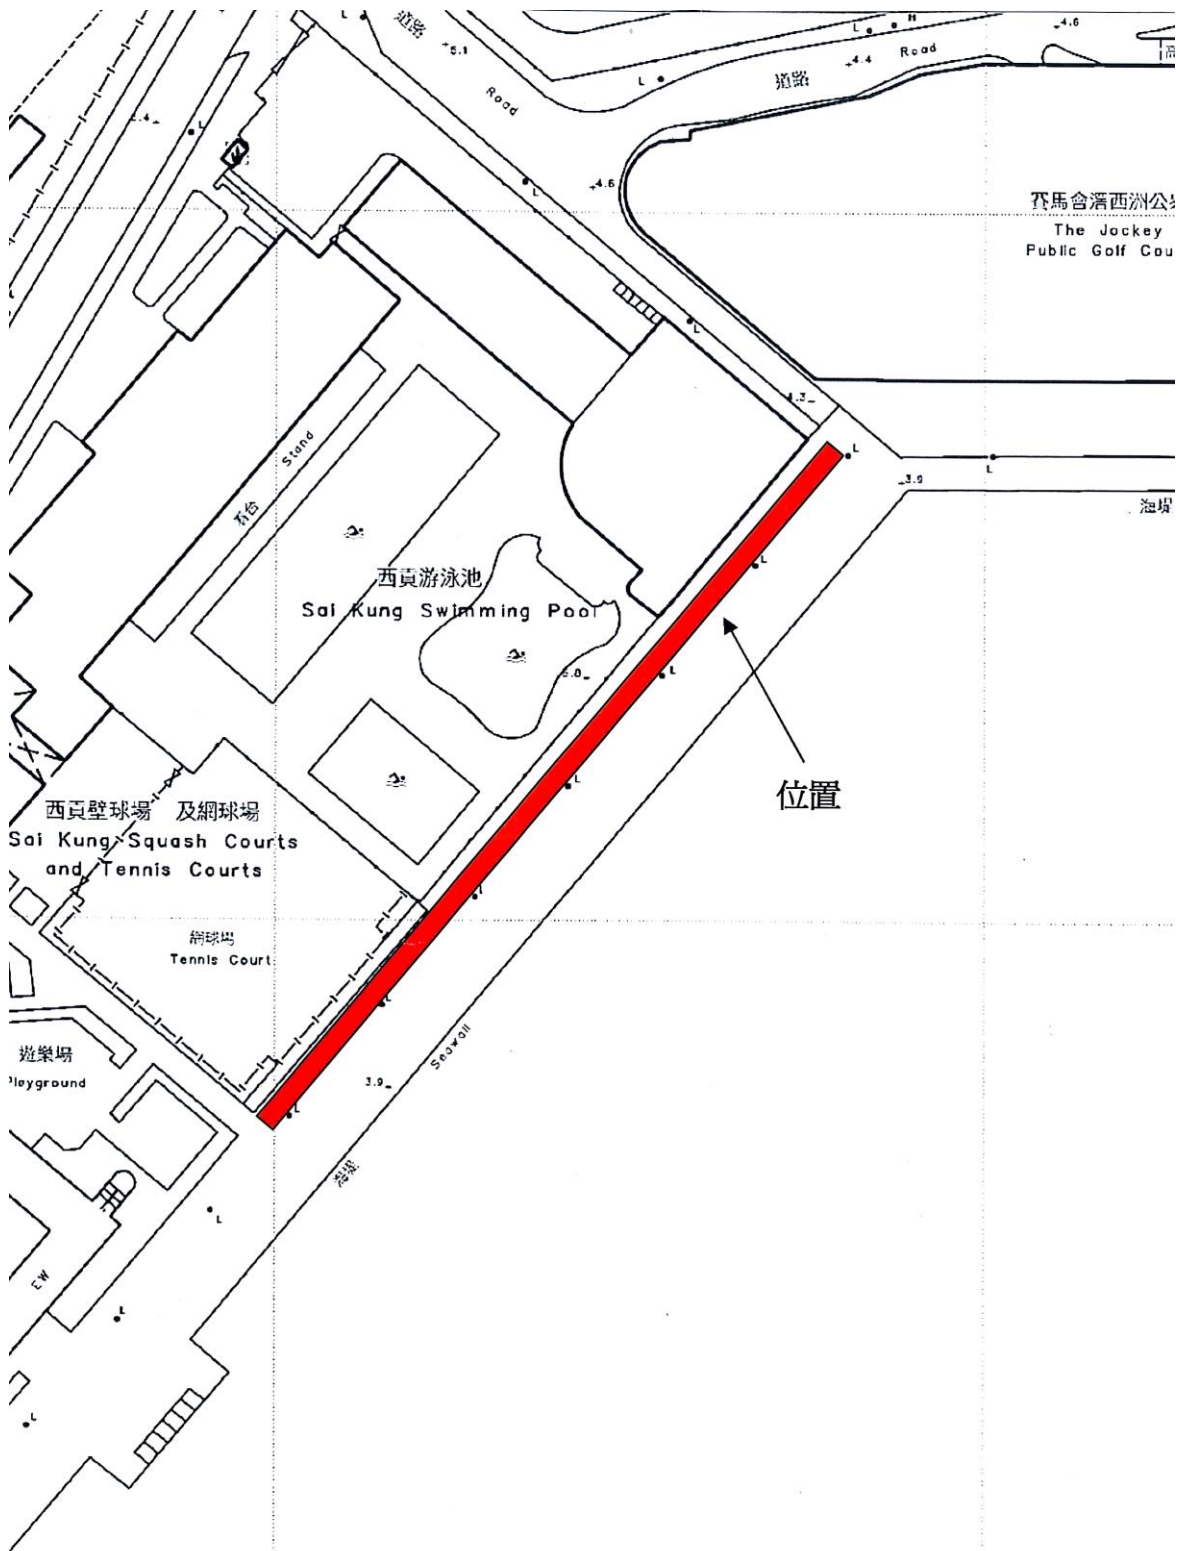 L
道路
5.1
L
H
4.6
Road
4.4
道路
L
Road
L
L
4.6
賽馬會滘西洲公
The Jockey
Public Golf Cou
L
4.3
L
L
3.9
海堤
Stand
看台
L
西貢游泳池
Sai Kung Swimming Pool
L
L
位置
西貢壁球場 及網球場
Sai Kung Squash Courts
and Tennis Courts
L
網球場
Tennis Court
L
Seawall
遊樂場
Playground
3.9
L
海堤
L
EW
L
L